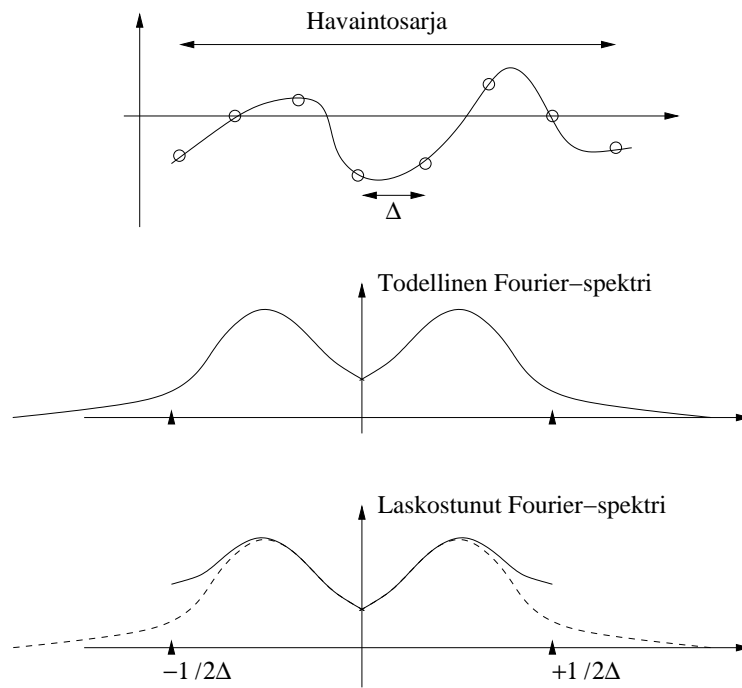 Havaintosarja
Δ
Todellinen Fourier−spektri
Laskostunut Fourier−spektri
−1/2Δ
+1/2Δ